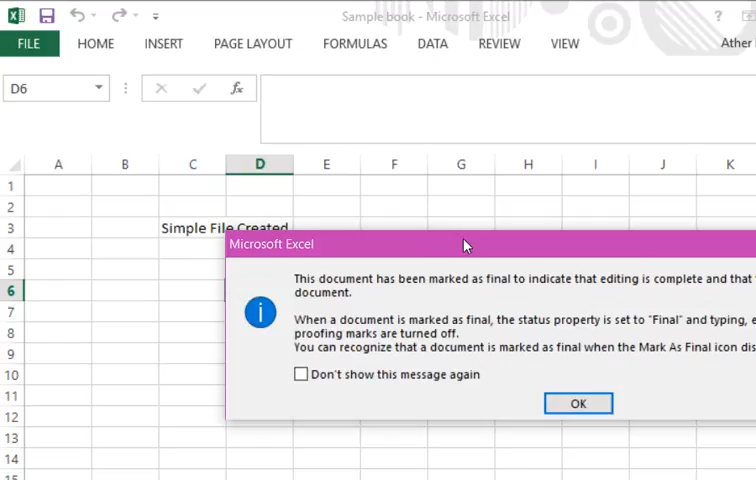 Sample book - Microsoft Excel ?
FILE HOME INSERT PAGE LAYOUT FORMULAS DATA REVIEW VIEW Ather
D6 fx
A B C D E F G H I J K
1
2
3 Simple File Created
4
Microsoft Excel
5
This document has been marked as final to indicate that editing is complete and that
6
document.
7
When a document is marked as final, the status property is set to "Final" and typing, e
8
proofing marks are turned off.
9
You can recognize that a document is marked as final when the Mark As Final icon dis
10
Don't show this message again
11
OK
12
13
14
15